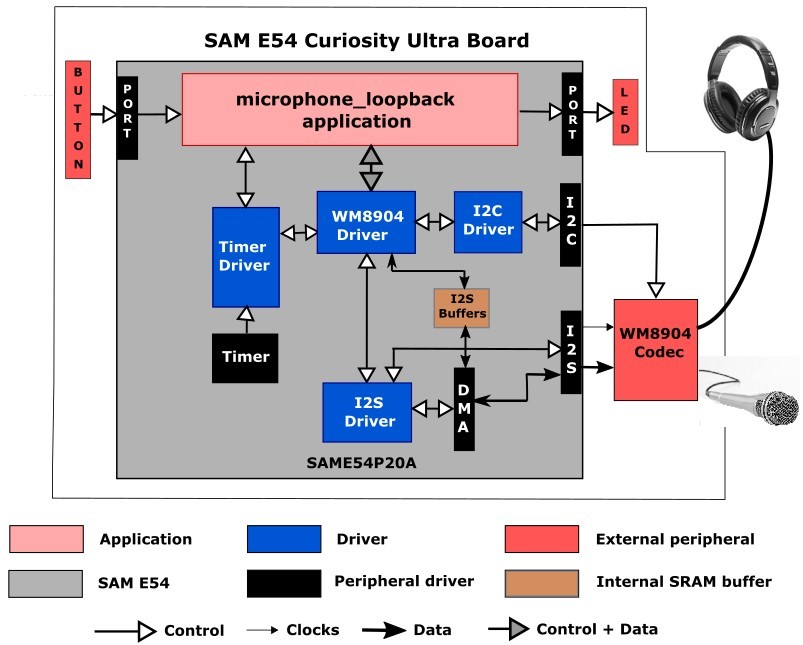 SAM E54 Curiosity Ultra Board
BUTTON
PORT
microphone_loopback
application
PORT
LED
Timer
Driver
WM8904
Driver
I2C
Driver
I2C
I2S
Buffers
Timer
I2S
WM8904
Codec
I2S
Driver
DMA
SAME54P20A
Application
Driver
External peripheral
SAM E54
Peripheral driver
Internal SRAM buffer
Control
Clocks
Data
Control + Data